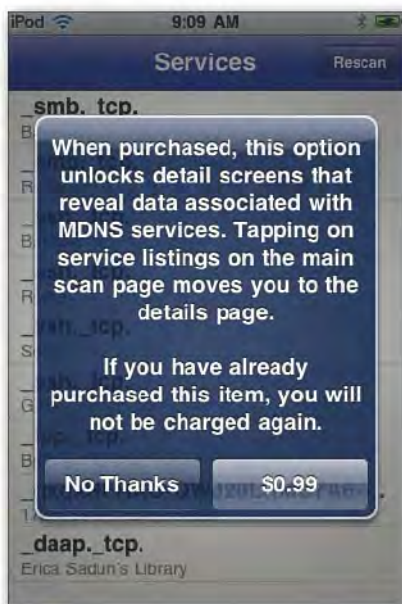 iPod 9:09 AM
Services Rescan
_smb._tcp.
When purchased, this option
unlocks detail screens that
reveal data associated with
MDNS services. Tapping on
service listings on the main
scan page moves you to the
details page.
If you have already
purchased this item, you will
not be charged again.
No Thanks $0.99
_daap._tcp.
Erica Sadun's Library